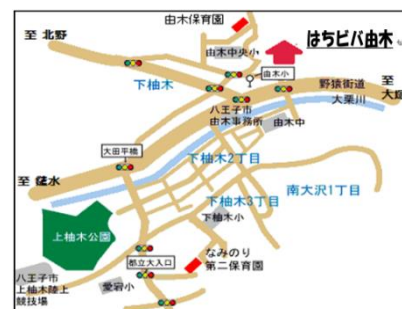 由木保育園
至 北野
由木中央小
はちビバ由木
由木小
至
下柚木
野猿街道
大栗川
八王子市
由木事務所
由木中
大田平橋
下柚木2丁目
至 鑓水
南大沢1丁目
下柚木3丁目
下柚木小
上柚木公園
なみのり
第二保育園
都立大入口
八王子市
上柚木陸上
競技場
愛宕小